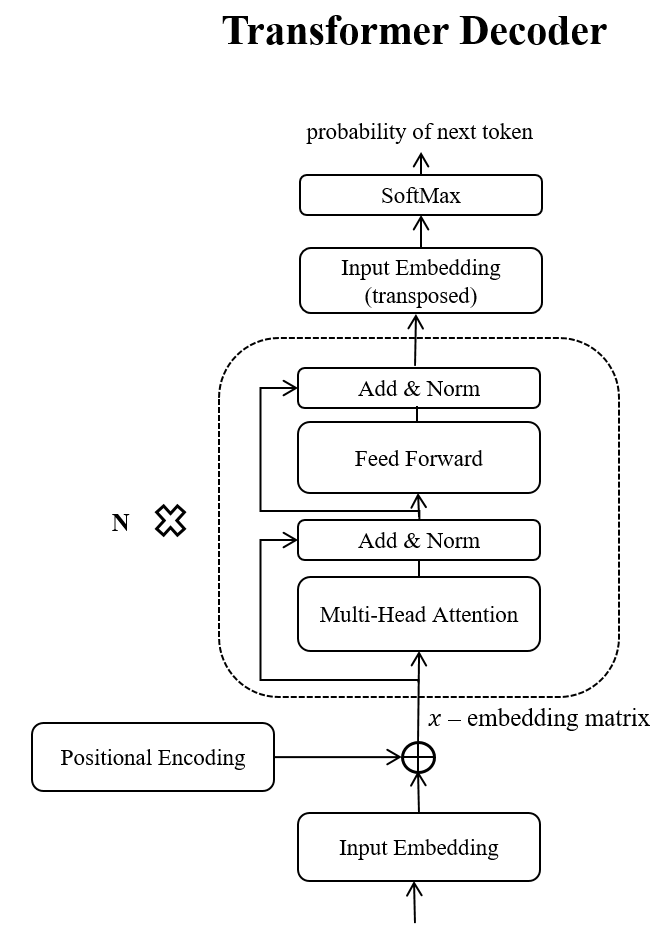 Transformer Decoder
probability of next token
SoftMax
Input Embedding
(transposed)
Add & Norm
Feed Forward
N
Add & Norm
Multi-Head Attention
x – embedding matrix
Positional Encoding
Input Embedding